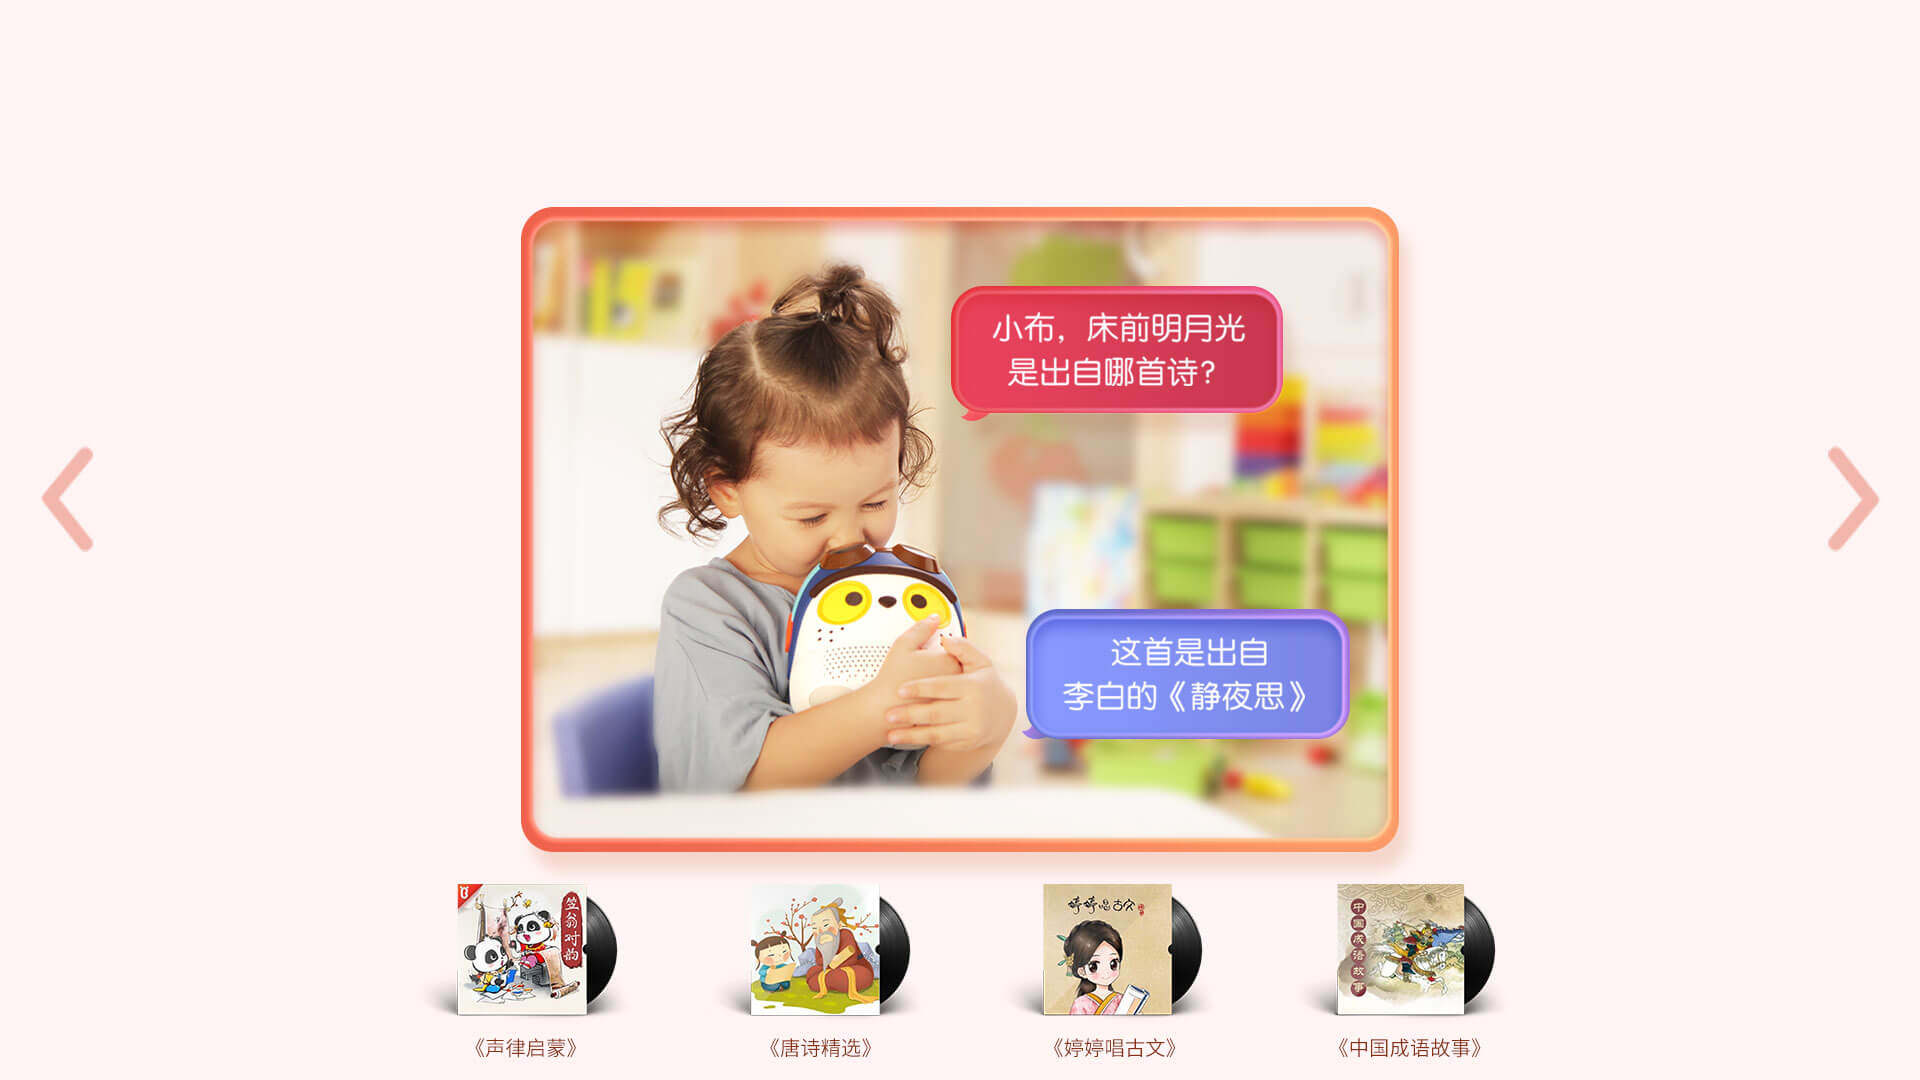 小布，床前明月光
是出自哪首诗？
这首是出自
李白的《静夜思》
笠翁对韵
婷婷唱古文
中国成语故事
《声律启蒙》
《唐诗精选》
《婷婷唱古文》
《中国成语故事》